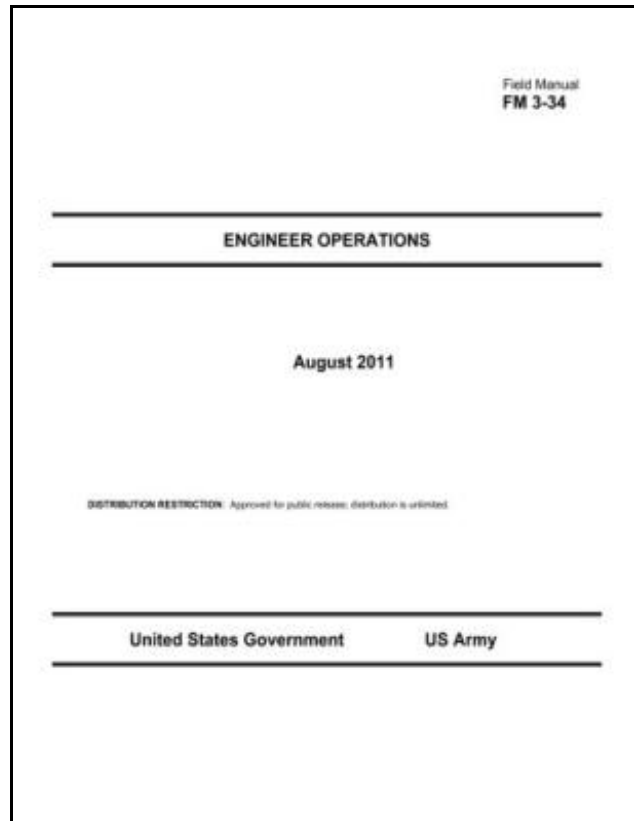 Field Manual
FM 3-34
ENGINEER OPERATIONS
August 2011
DISTRIBUTION RESTRICTION: Approved for public release; distribution is unlimited.
United States Government US Army